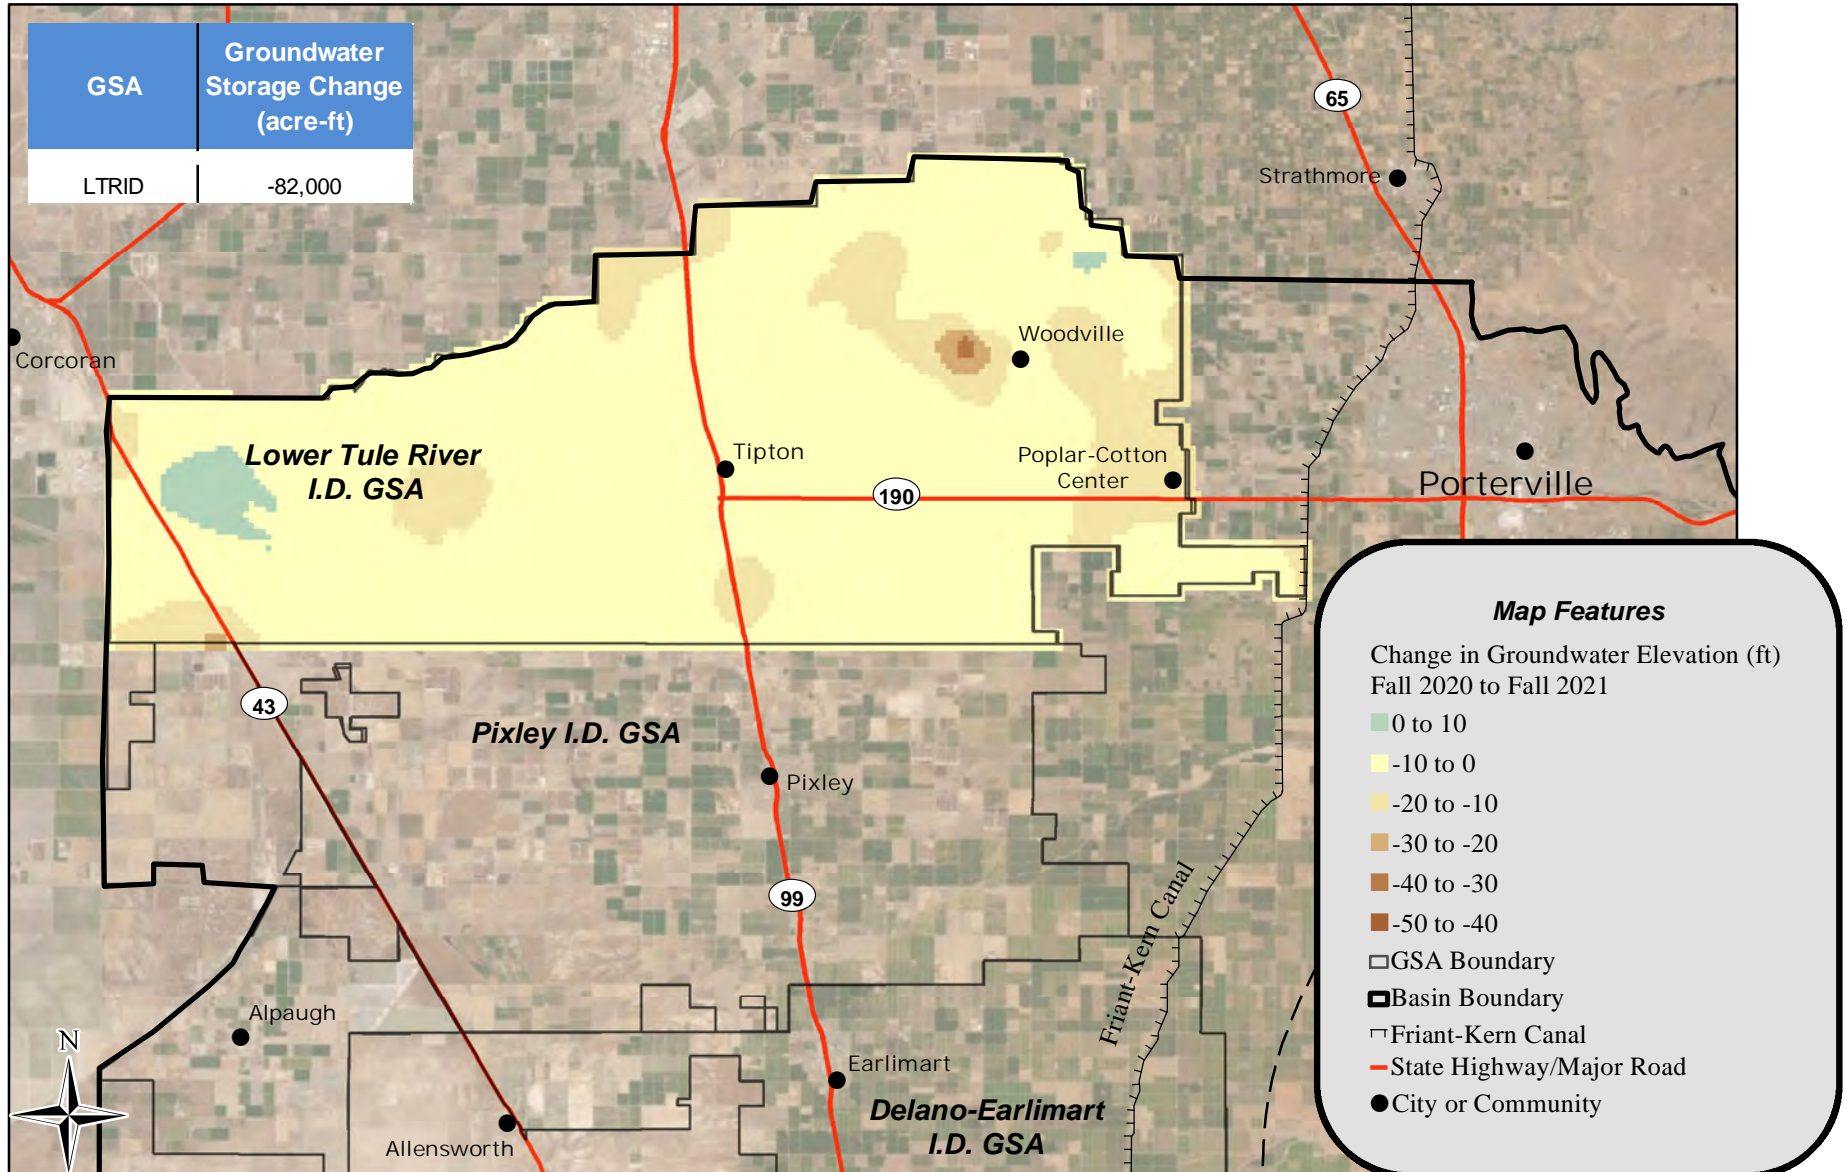 GSA
Groundwater
Storage Change
(acre-ft)
LTRID
-82,000
65
Strathmore
Corcoran
Woodville
Lower Tule River
I.D. GSA
Tipton
Poplar-Cotton
Center
190
Porterville
43
Pixley I.D. GSA
Pixley
99
Friant-Kern Canal
Alpaugh
N
Earlimart
Allensworth
Delano-Earlimart
I.D. GSA
Map Features
Change in Groundwater Elevation (ft)
Fall 2020 to Fall 2021
0 to 10
-10 to 0
-20 to -10
-30 to -20
-40 to -30
-50 to -40
GSA Boundary
Basin Boundary
Friant-Kern Canal
State Highway/Major Road
City or Community